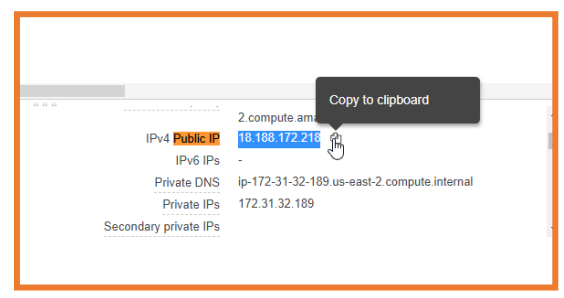 Copy to clipboard
2.compute.ama
IPv4 Public IP 18.188.172.218
IPv6 IPs -
Private DNS ip-172-31-32-189.us-east-2.compute.internal
Private IPs 172.31.32.189
Secondary private IPs